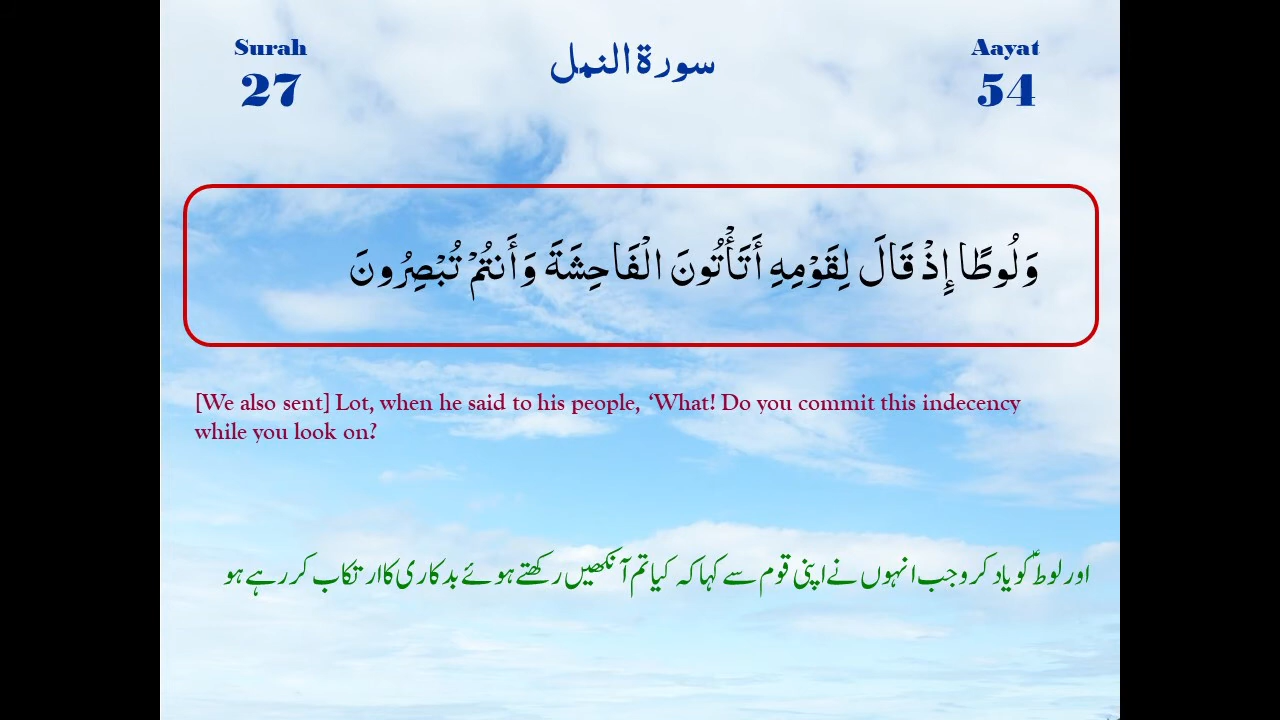 Surah
27
سورة النمل
Aayat
54
وَلُوطًا إِذْ قَالَ لِقَوْمِهِ أَتَأْتُونَ الْفَاحِشَةَ وَأَنتُمْ تُبْصِرُونَ
[We also sent] Lot, when he said to his people, ‘What! Do you commit this indecency
while you look on?
اور لوطؑ کو یاد کرو جب انہوں نے اپنی قوم سے کہا کہ کیا تم آنکھیں رکھتے ہوئے بدکاری کا ارتکاب کر رہے ہو